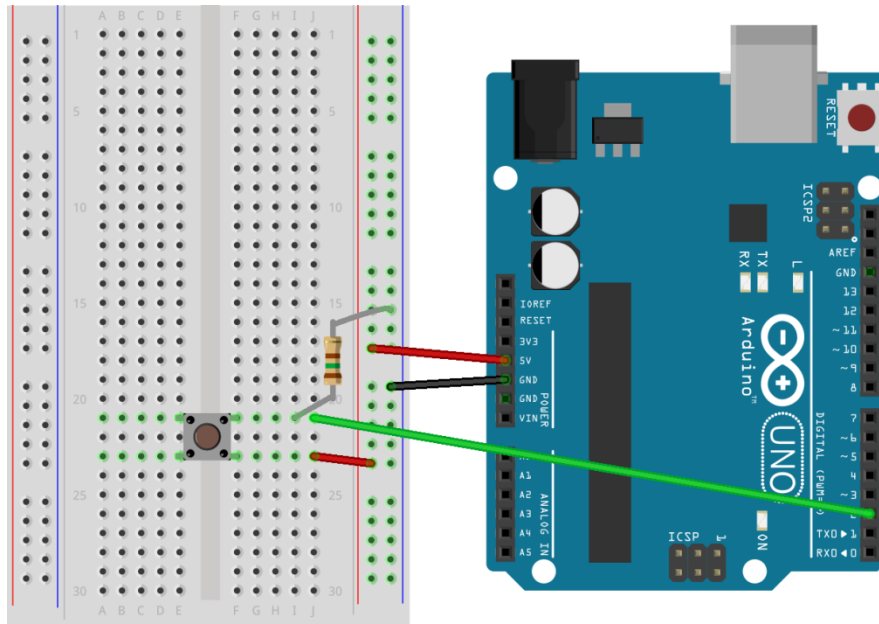 A B C D E F G H I J
1 1
5 5
10 10
15 15
20 20
25 25
30 30
A B C D E F G H I J
RESET
ICSP2
AREF
GND
13
12
~11
~10
~9
8
7
~6
~5
4
~3
2
TX0▶1
RX0◀0
DIGITAL (PWM=~)
RX
TX
L
Arduino™
UNO
ON
ICSP
1
IOREF
RESET
3V3
5V
GND
GND
VIN
POWER
A1
A2
A3
A4
A5
ANALOG IN